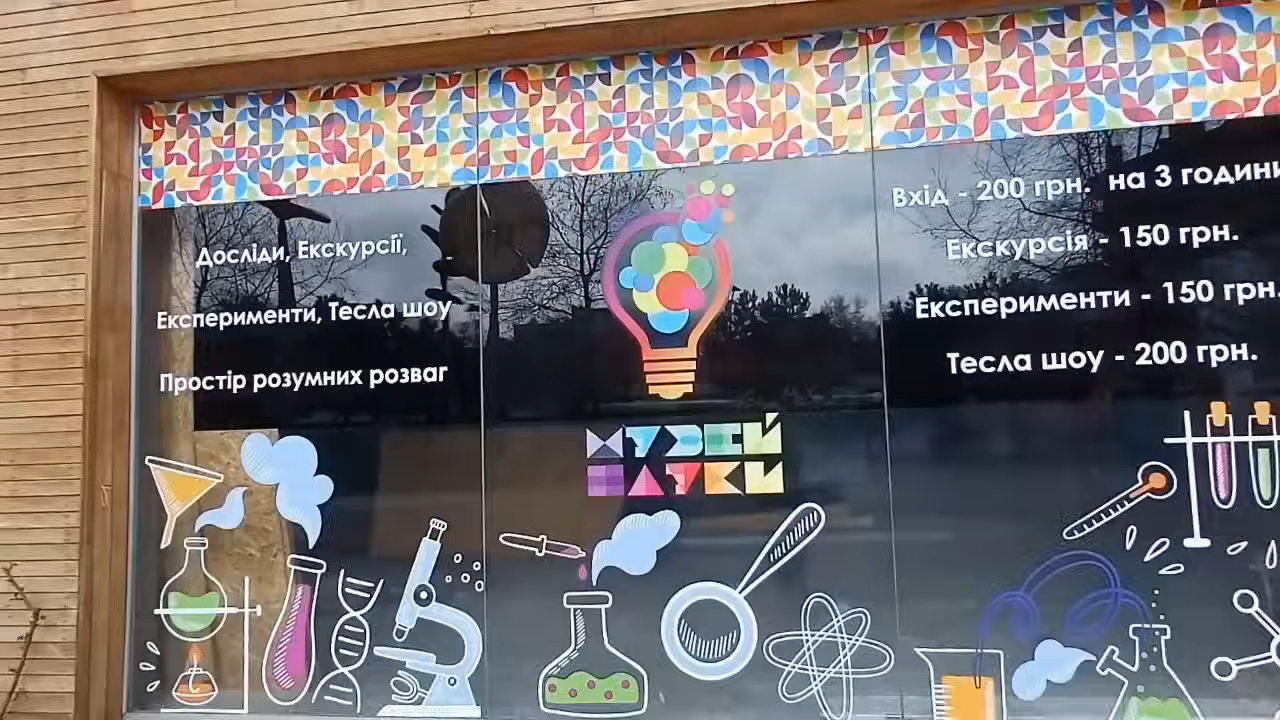 Досліди, Екскурсії,
Експерименти, Тесла шоу
Простір розумних розваг
МУЗЕЙ
НАУКИ
Вхід - 200 грн. на 3 години
Екскурсія - 150 грн.
Експерименти - 150 грн.
Тесла шоу - 200 грн.